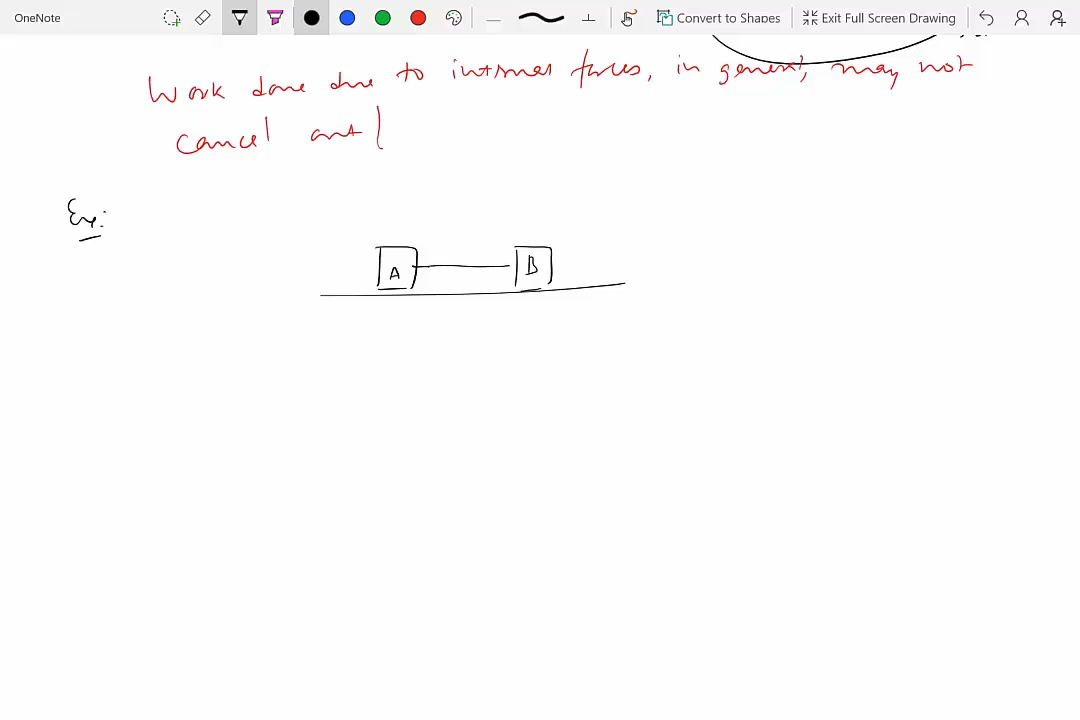 OneNote
Convert to Shapes
Exit Full Screen Drawing
Work done due to internal forces, in general, may not
cancel out
Ex:
A B